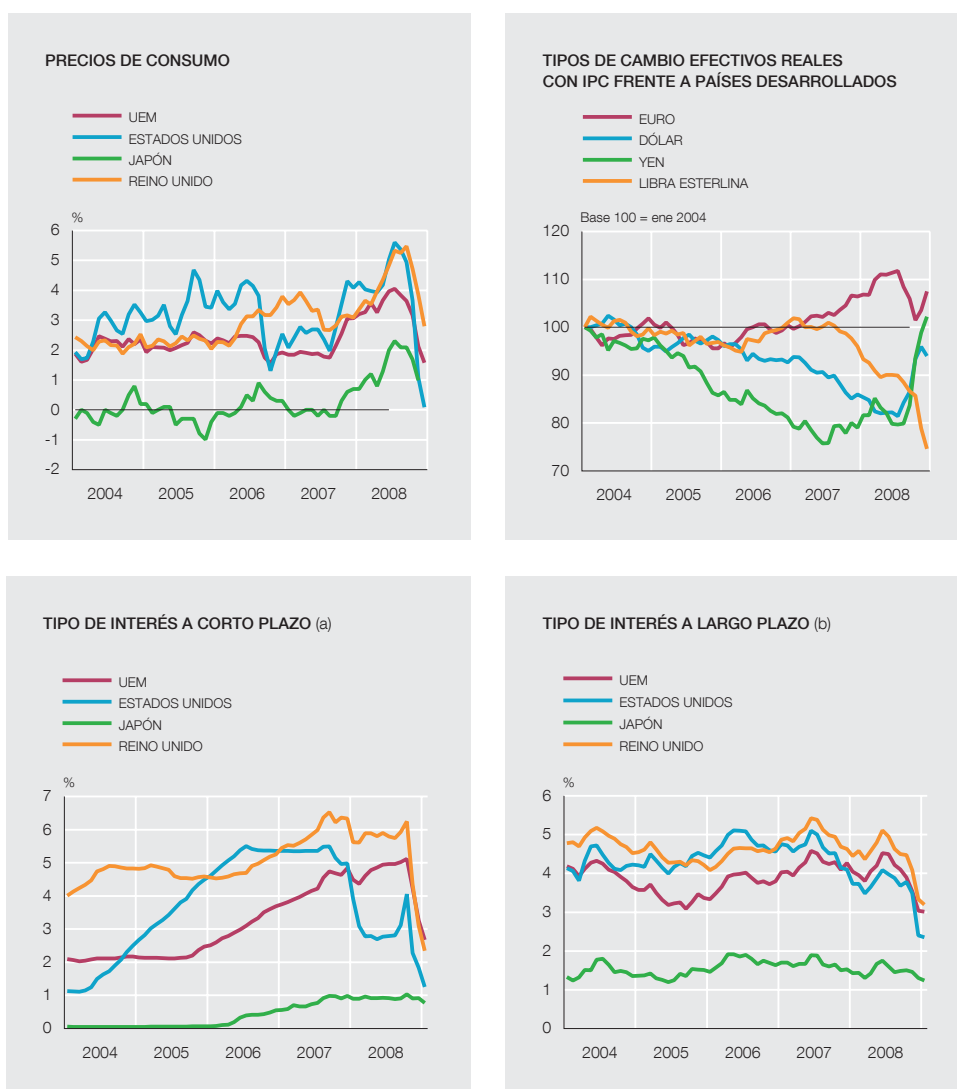 PRECIOS DE CONSUMO
UEM
ESTADOS UNIDOS
JAPÓN
REINO UNIDO
%
6
5
4
3
2
1
0
-1
-2
2004 2005 2006 2007 2008
TIPOS DE CAMBIO EFECTIVOS REALES
CON IPC FRENTE A PAÍSES DESARROLLADOS
EURO
DÓLAR
YEN
LIBRA ESTERLINA
Base 100 = ene 2004
120
110
100
90
80
70
2004 2005 2006 2007 2008
TIPO DE INTERÉS A CORTO PLAZO (a)
UEM
ESTADOS UNIDOS
JAPÓN
REINO UNIDO
%
7
6
5
4
3
2
1
0
2004 2005 2006 2007 2008
TIPO DE INTERÉS A LARGO PLAZO (b)
UEM
ESTADOS UNIDOS
JAPÓN
REINO UNIDO
%
6
5
4
3
2
1
0
2004 2005 2006 2007 2008